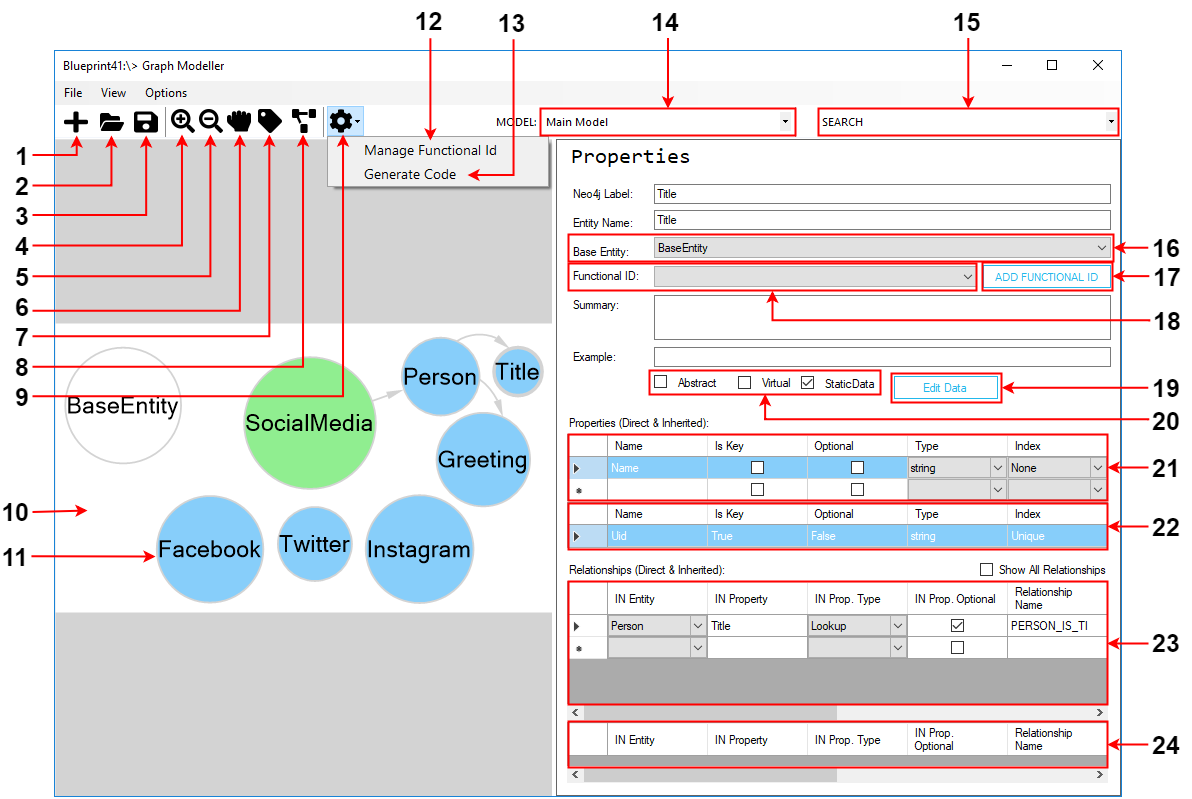 12
13
14
15
Blueprint41:\> Graph Modeller
File View Options
MODEL: Main Model
SEARCH
Manage Functional Id
Generate Code
1
2
3
4
5
6
7
8
9
10
11
BaseEntity
SocialMedia
Person
Title
Greeting
Facebook
Twitter
Instagram
Properties
Neo4j Label: Title
Entity Name: Title
Base Entity: BaseEntity
16
Functional ID:
ADD FUNCTIONAL ID
17
18
Summary:
Example:
Abstract Virtual StaticData
Edit Data
19
20
Properties (Direct & Inherited):
Name Is Key Optional Type Index
Name string None
21
Name Is Key Optional Type Index
Uid True False string Unique
22
Relationships (Direct & Inherited):
Show All Relationships
IN Entity IN Property IN Prop. Type IN Prop. Optional Relationship Name
Person Title Lookup PERSON_IS_TI
23
IN Entity IN Property IN Prop. Type IN Prop. Optional Relationship Name
24